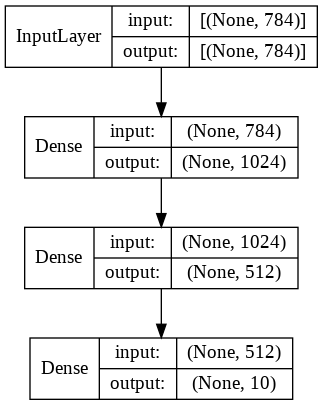 InputLayer
input: [(None, 784)]
output: [(None, 784)]
Dense
input: (None, 784)
output: (None, 1024)
Dense
input: (None, 1024)
output: (None, 512)
Dense
input: (None, 512)
output: (None, 10)